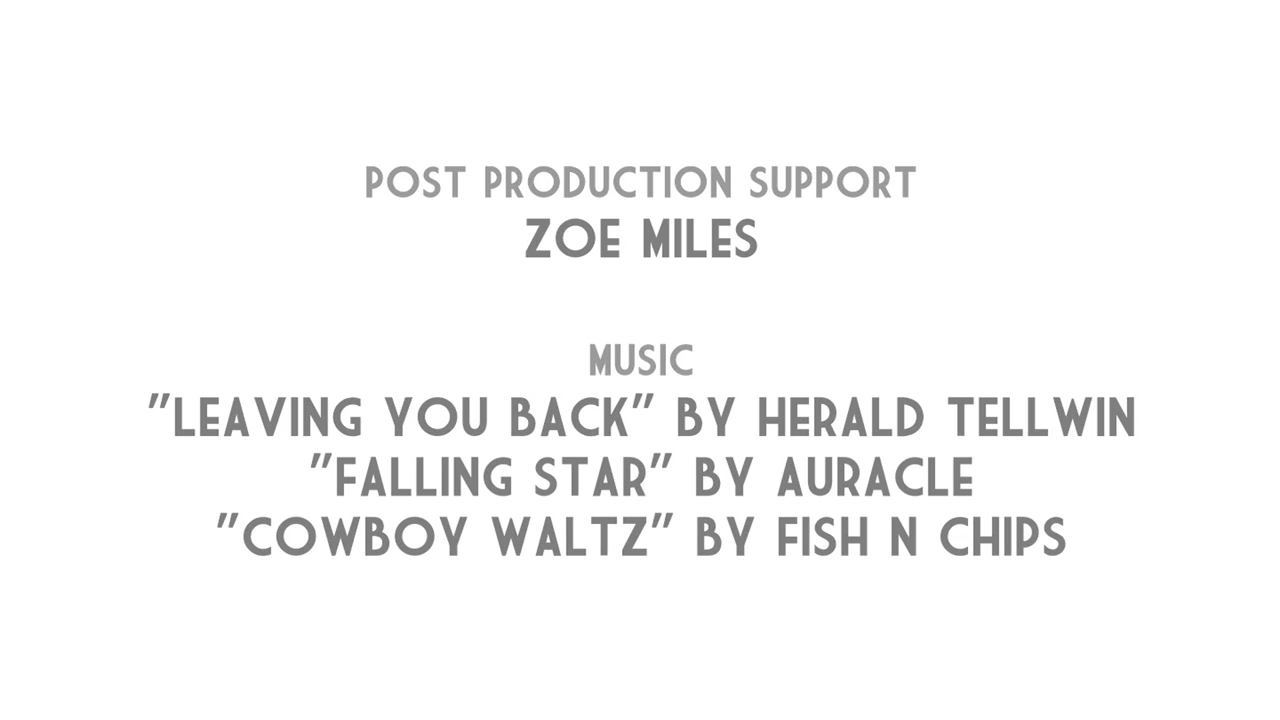 POST PRODUCTION SUPPORT
ZOE MILES
MUSIC
"LEAVING YOU BACK" BY HERALD TELLWIN
"FALLING STAR" BY AURACLE
"COWBOY WALTZ" BY FISH N CHIPS